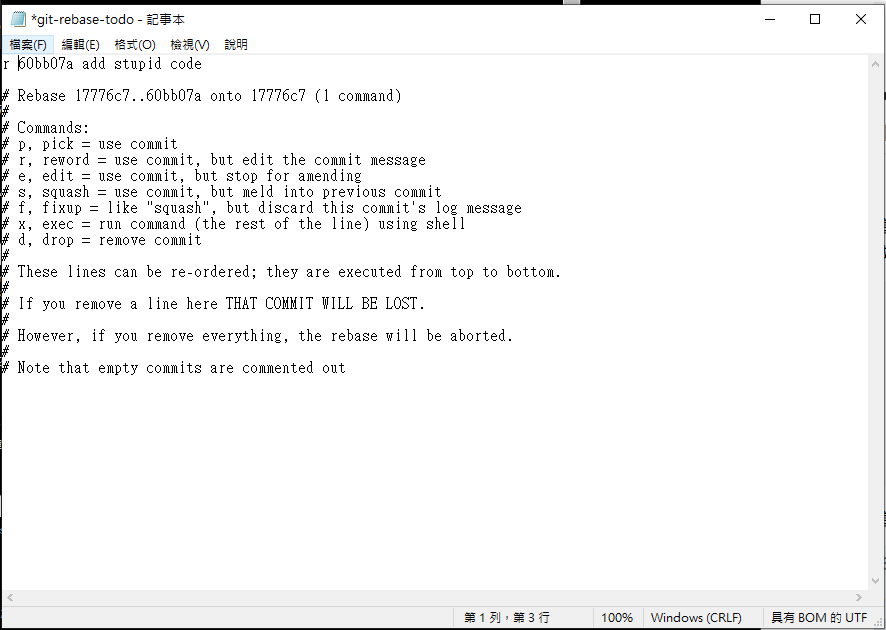 *git-rebase-todo - 記事本
檔案(F) 編輯(E) 格式(O) 檢視(V) 說明
r 60bb07a add stupid code
# Rebase 17776c7..60bb07a onto 17776c7 (1 command)
#
# Commands:
# p, pick = use commit
# r, reword = use commit, but edit the commit message
# e, edit = use commit, but stop for amending
# s, squash = use commit, but meld into previous commit
# f, fixup = like "squash", but discard this commit's log message
# x, exec = run command (the rest of the line) using shell
# d, drop = remove commit
#
# These lines can be re-ordered; they are executed from top to bottom.
#
# If you remove a line here THAT COMMIT WILL BE LOST.
#
# However, if you remove everything, the rebase will be aborted.
#
# Note that empty commits are commented out
第 1 列，第 3 行 100% Windows (CRLF) 具有 BOM 的 UTF